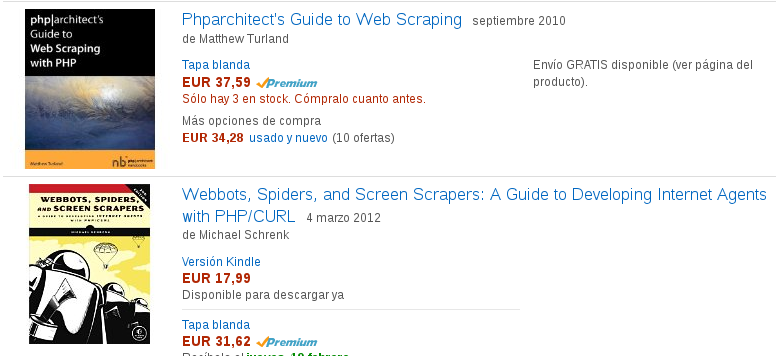 php|architect's
Guide to
Web Scraping
with PHP
Matthew Turland
nb
Phparchitect's Guide to Web Scraping septiembre 2010
de Matthew Turland
Tapa blanda
EUR 37,59 Premium
Sólo hay 3 en stock. Cómpralo cuanto antes.
Envío GRATIS disponible (ver página del
producto).
Más opciones de compra
EUR 34,28 usado y nuevo (10 ofertas)
WEBBOTS, SPIDERS,
AND SCREEN SCRAPERS
A GUIDE TO DEVELOPING INTERNET AGENTS
WITH PHP/CURL
MICHAEL SCHRENK
Webbots, Spiders, and Screen Scrapers: A Guide to Developing Internet Agents
with PHP/CURL 4 marzo 2012
de Michael Schrenk
Versión Kindle
EUR 17,99
Disponible para descargar ya
Tapa blanda
EUR 31,62 Premium